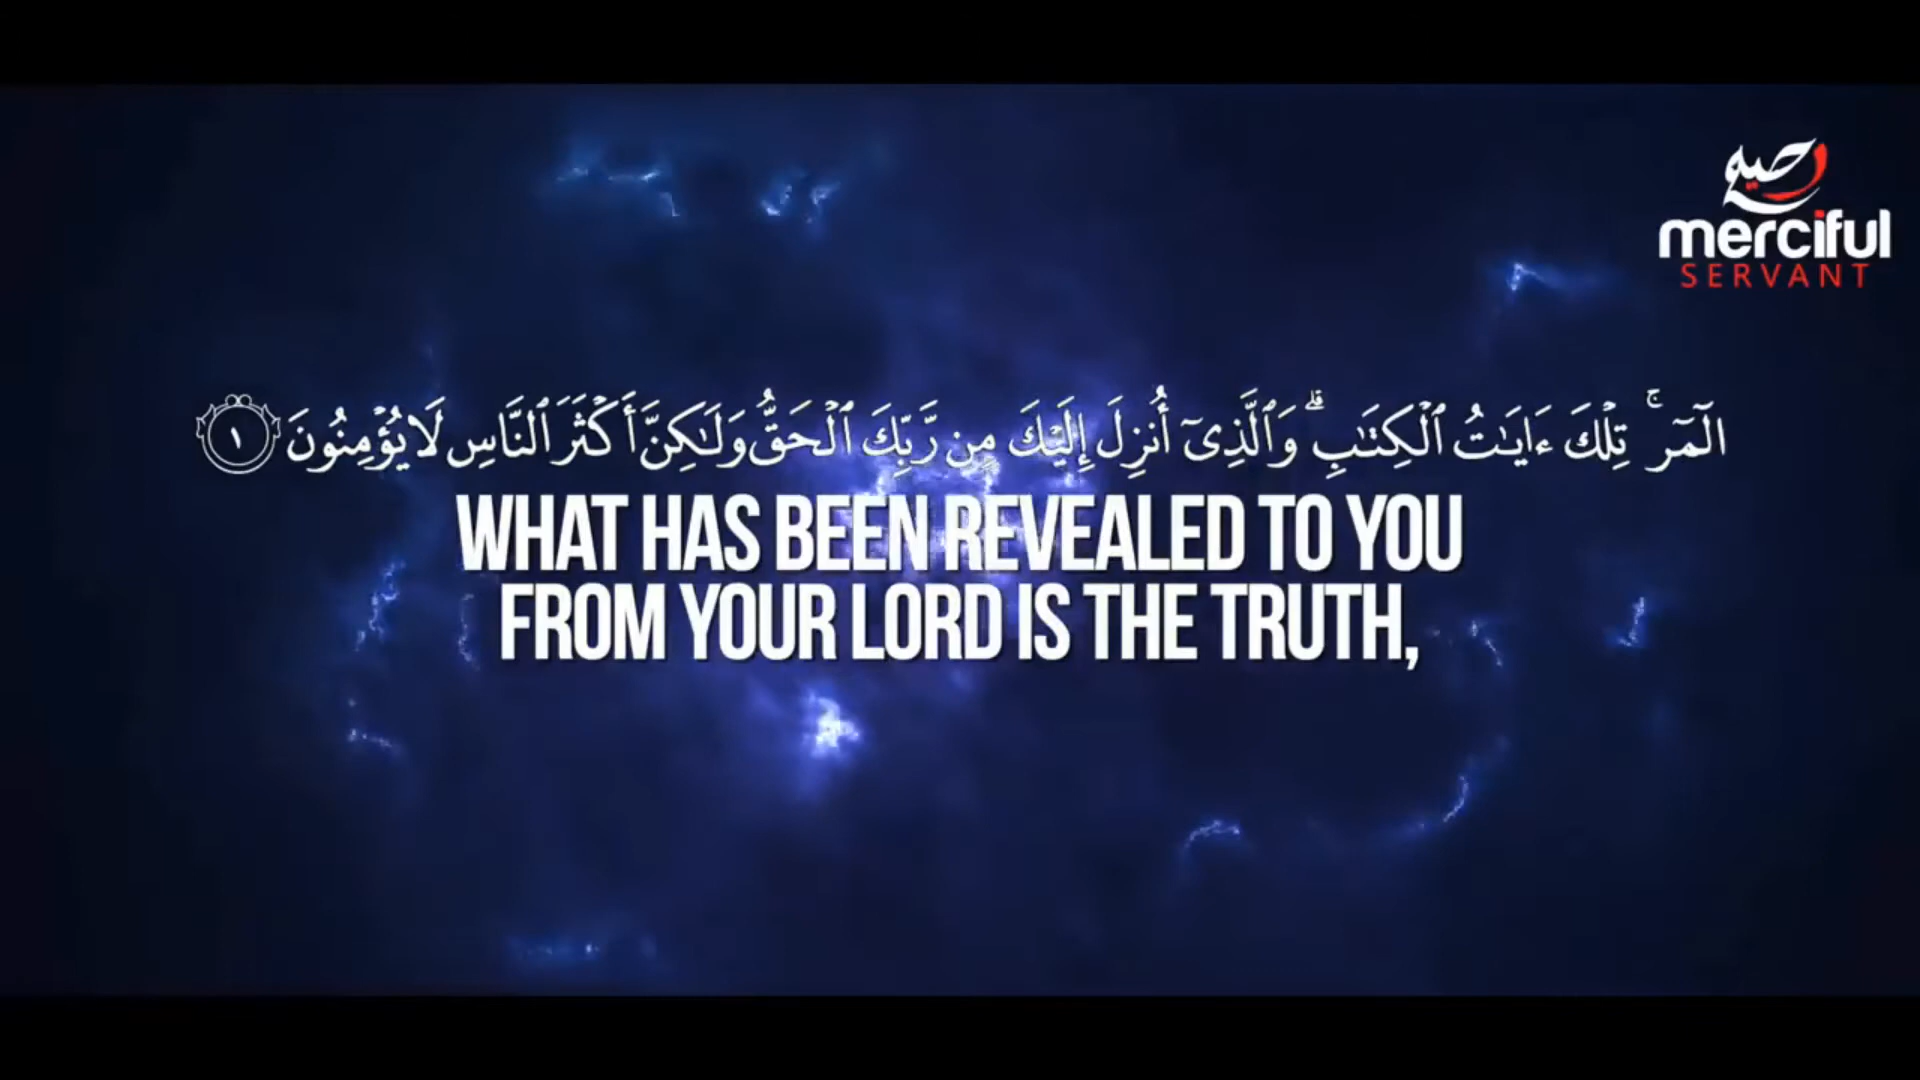 رحيم
merciful
SERVANT
الٓمٓرۚ تِلۡكَ ءَايَٰتُ ٱلۡكِتَٰبِۗ وَٱلَّذِيٓ أُنزِلَ إِلَيۡكَ مِن رَّبِّكَ ٱلۡحَقُّ وَلَٰكِنَّ أَكۡثَرَ ٱلنَّاسِ لَا يُؤۡمِنُونَ ١
WHAT HAS BEEN REVEALED TO YOU
FROM YOUR LORD IS THE TRUTH,